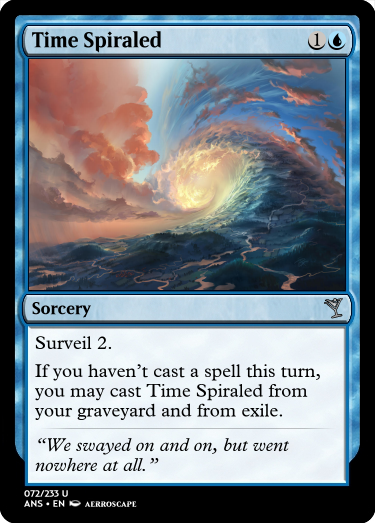 Time Spiraled 1
Sorcery
Surveil 2.
If you haven't cast a spell this turn,
you may cast Time Spiraled from
your graveyard and from exile.
“We swayed on and on, but went
nowhere at all.”
072/233 U
ANS • EN AERROSCAPE